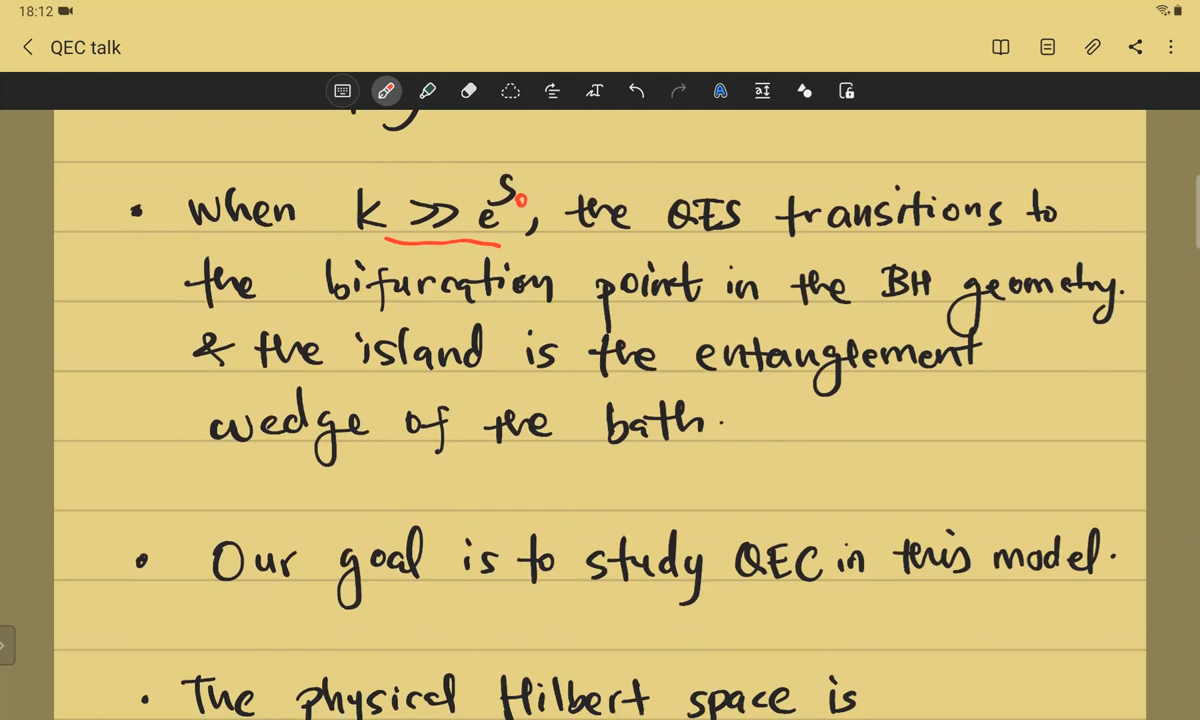 18:12
QEC talk
• When k >> e^S₀, the QES transitions to
the bifurcation point in the BH geometry.
& the island is the entanglement
wedge of the bath.
• Our goal is to study QEC in this model.
• The physical Hilbert space is